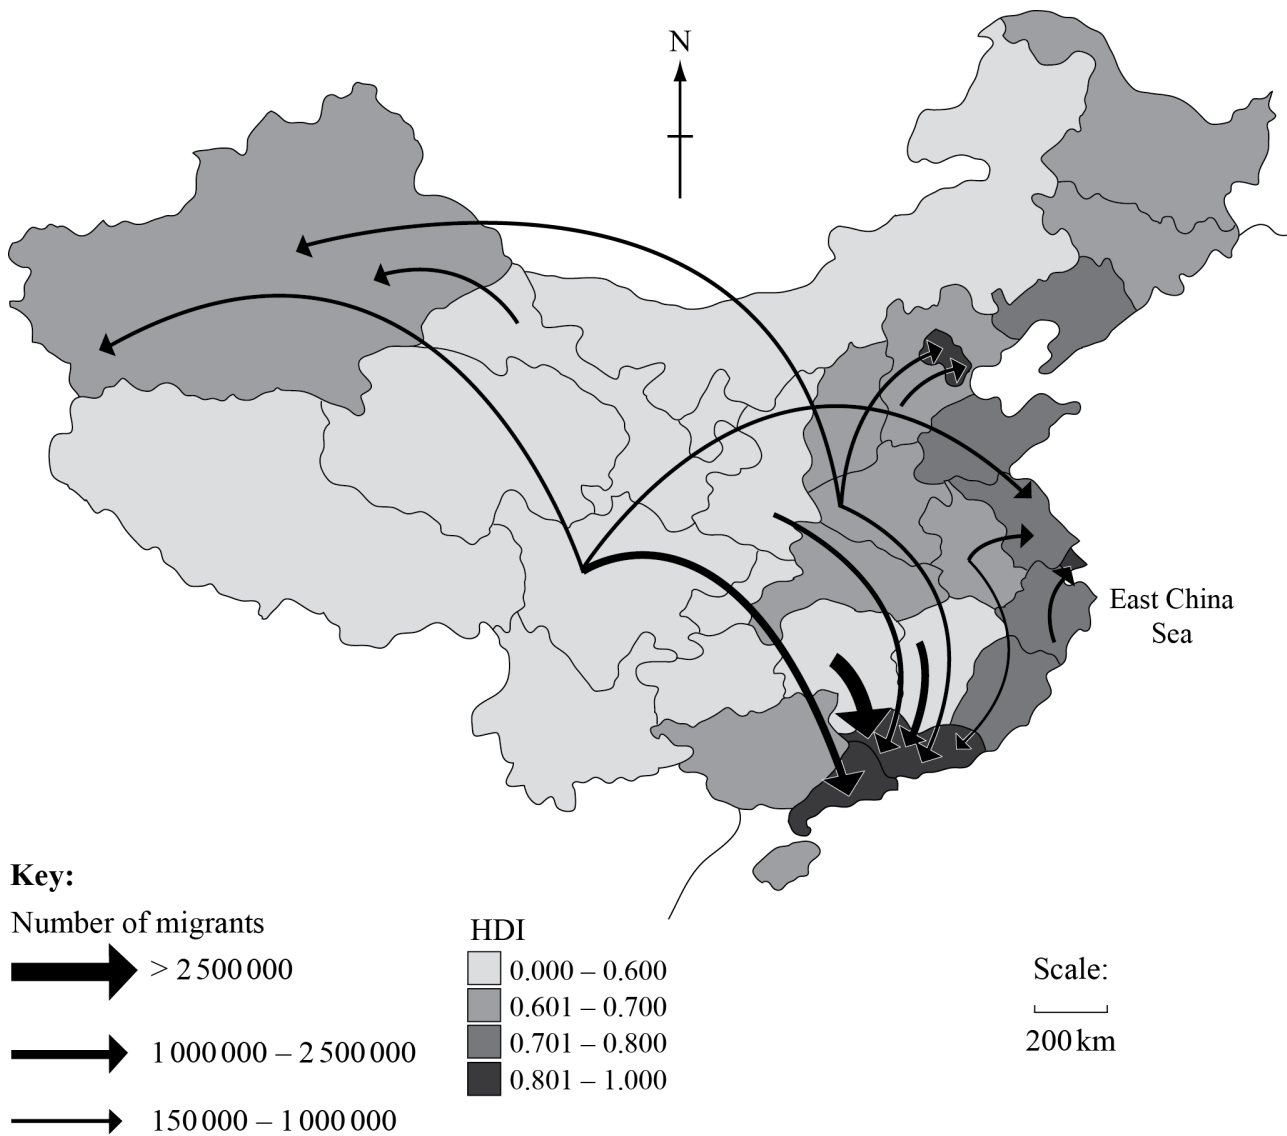 N
East China
Sea
Key:
Number of migrants
> 2 500 000
1 000 000 – 2 500 000
150 000 – 1 000 000
HDI
0.000 – 0.600
0.601 – 0.700
0.701 – 0.800
0.801 – 1.000
Scale:
200 km